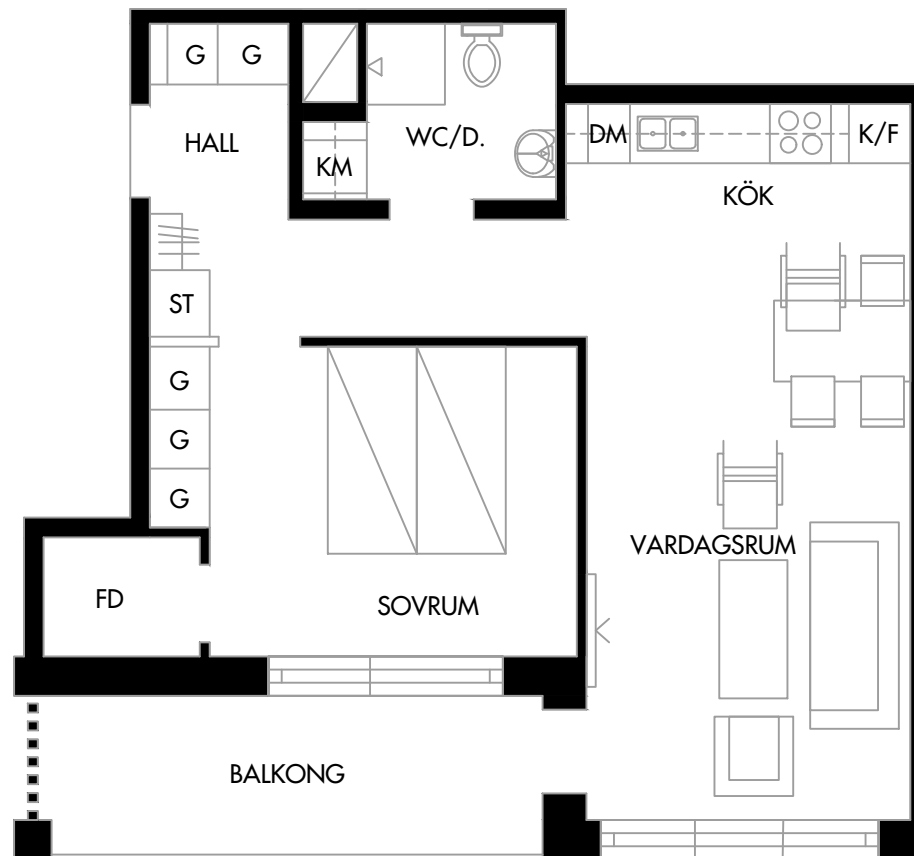 G G
HALL
WC/D.
DM
K/F
KM
KÖK
ST
G
G
G
VARDAGSRUM
FD
SOVRUM
BALKONG